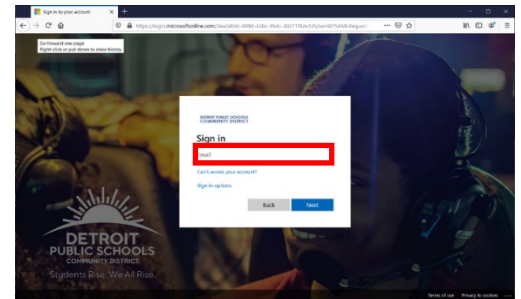 Sign in to your account
https://login.microsoftonline.com/
Go forward one page
Right-click or pull down to show history
DETROIT PUBLIC SCHOOLS
COMMUNITY DISTRICT
Sign in
Email
Can't access your account?
Sign-in options
Back
Next
DETROIT
PUBLIC SCHOOLS
COMMUNITY DISTRICT
Students Rise. We All Rise.
Terms of use
Privacy & cookies